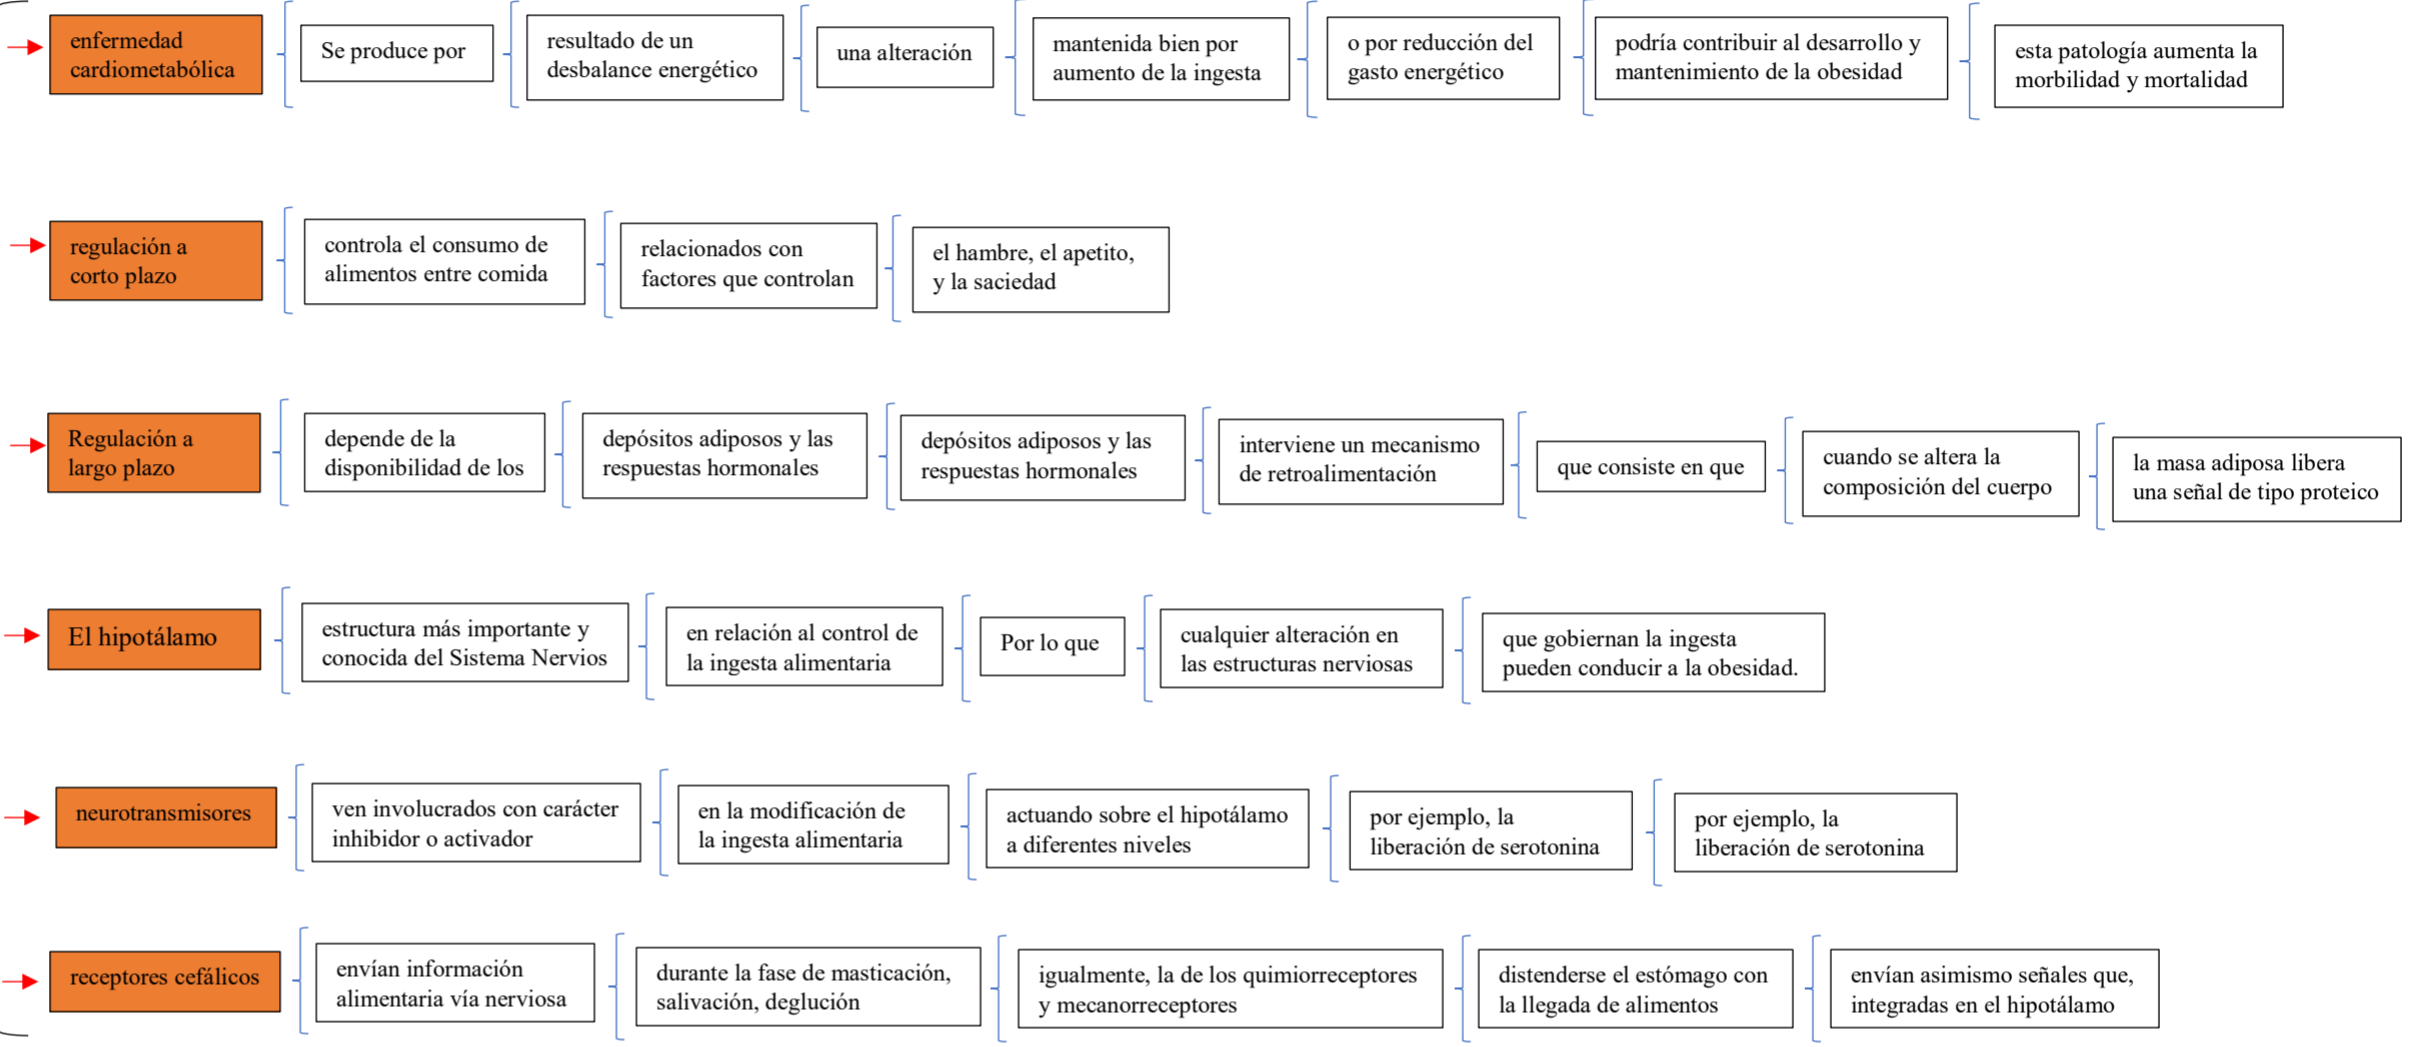 enfermedad
cardiometabólica
Se produce por
resultado de un
desbalance energético
una alteración
mantenida bien por
aumento de la ingesta
o por reducción del
gasto energético
podría contribuir al desarrollo y
mantenimiento de la obesidad
esta patología aumenta la
morbilidad y mortalidad
regulación a
corto plazo
controla el consumo de
alimentos entre comida
relacionados con
factores que controlan
el hambre, el apetito,
y la saciedad
Regulación a
largo plazo
depende de la
disponibilidad de los
depósitos adiposos y las
respuestas hormonales
depósitos adiposos y las
respuestas hormonales
interviene un mecanismo
de retroalimentación
que consiste en que
cuando se altera la
composición del cuerpo
la masa adiposa libera
una señal de tipo proteico
El hipotálamo
estructura más importante y
conocida del Sistema Nervios
en relación al control de
la ingesta alimentaria
Por lo que
cualquier alteración en
las estructuras nerviosas
que gobiernan la ingesta
pueden conducir a la obesidad.
neurotransmisores
ven involucrados con carácter
inhibidor o activador
en la modificación de
la ingesta alimentaria
actuando sobre el hipotálamo
a diferentes niveles
por ejemplo, la
liberación de serotonina
por ejemplo, la
liberación de serotonina
receptores cefálicos
envían información
alimentaria vía nerviosa
durante la fase de masticación,
salivación, deglución
igualmente, la de los quimiorreceptores
y mecanorreceptores
distenderse el estómago con
la llegada de alimentos
envían asimismo señales que,
integradas en el hipotálamo